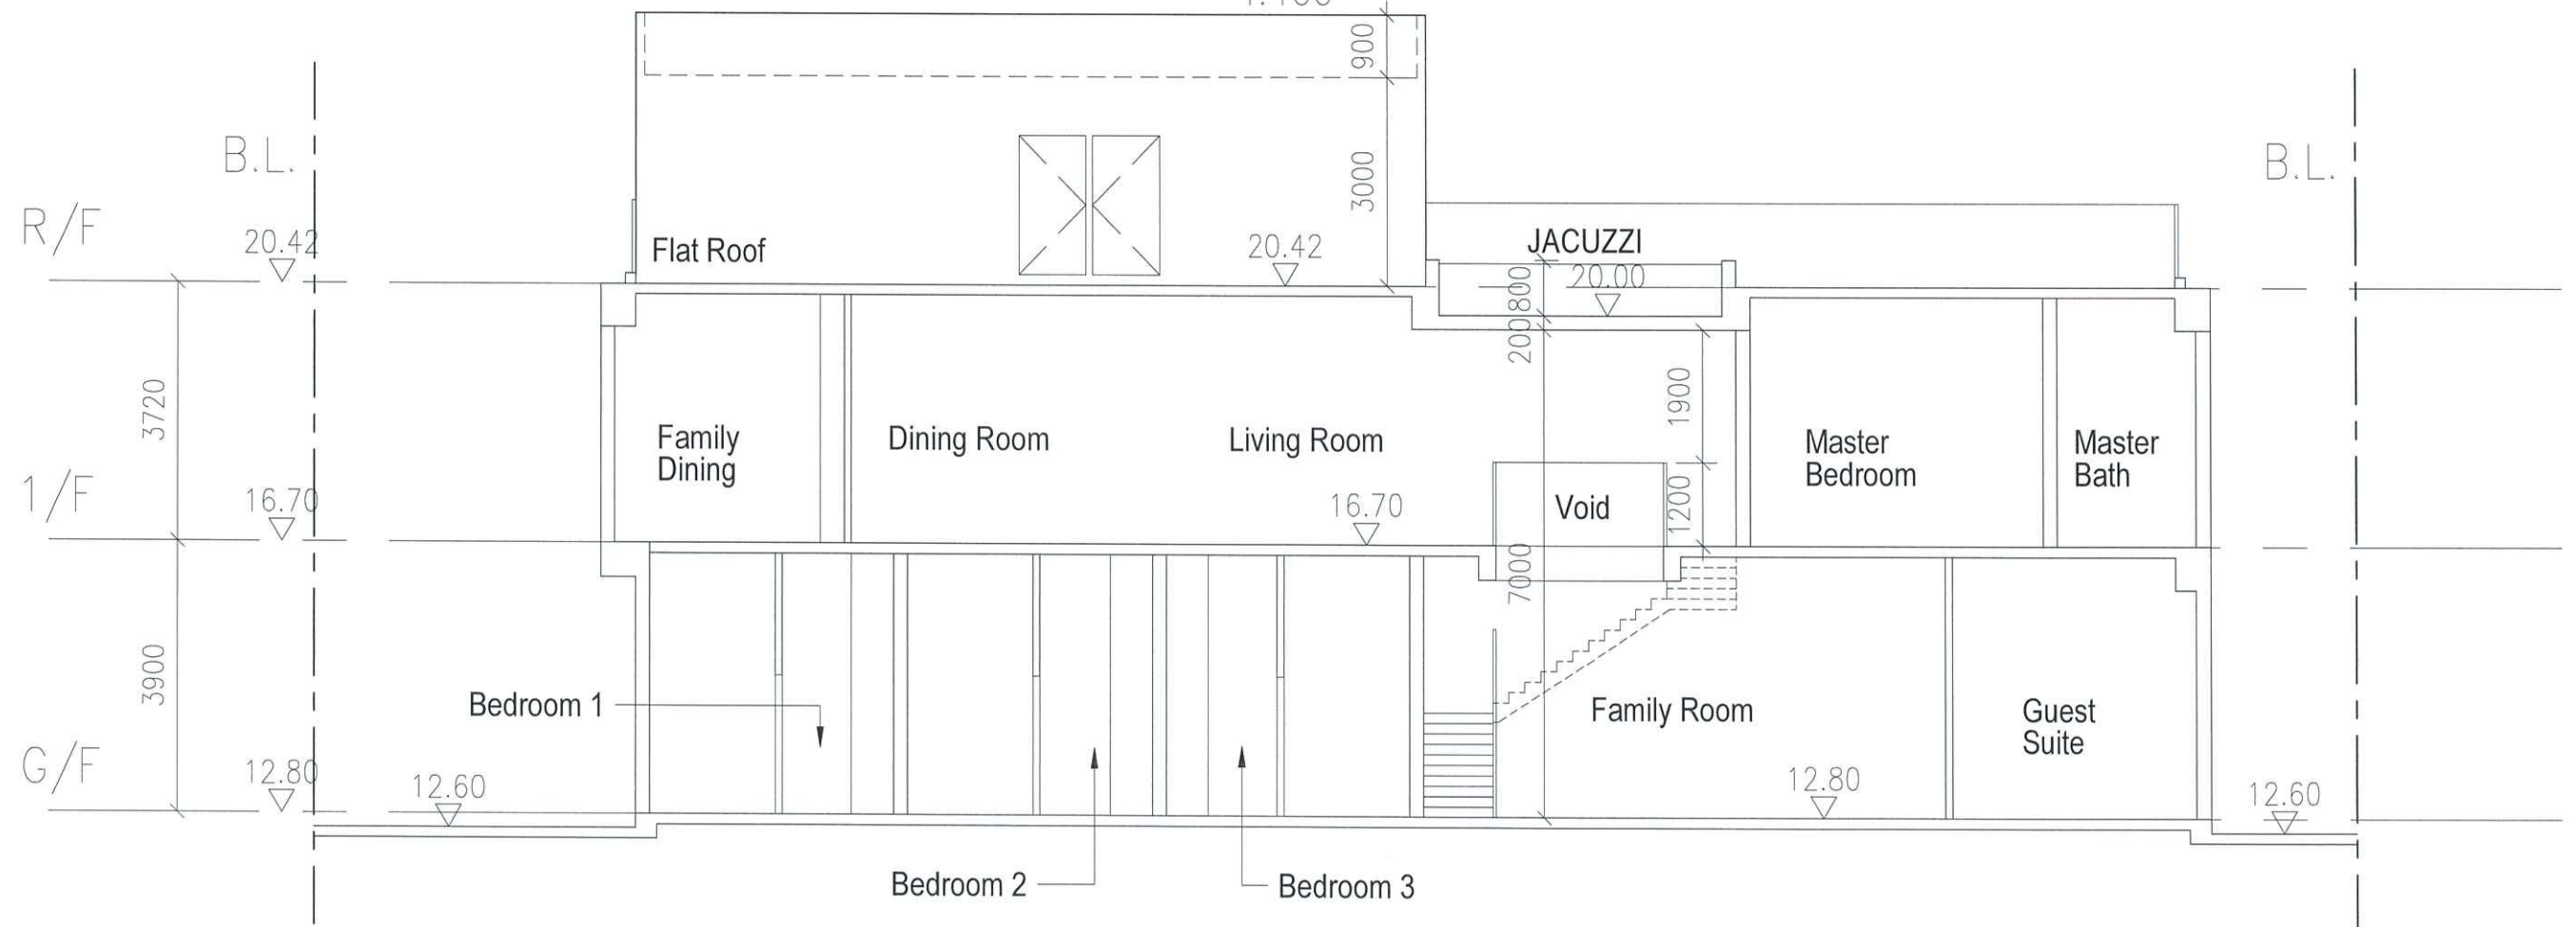 900
B.L.
B.L.
3000
R/F
20.42
Flat Roof
20.42
JACUZZI
20.00
800
200
3720
1900
Family
Dining
Dining Room
Living Room
Master
Bedroom
Master
Bath
1/F
16.70
16.70
Void
1200
7000
3900
Bedroom 1
Family Room
Guest
Suite
G/F
12.80
12.60
12.80
12.60
Bedroom 2
Bedroom 3